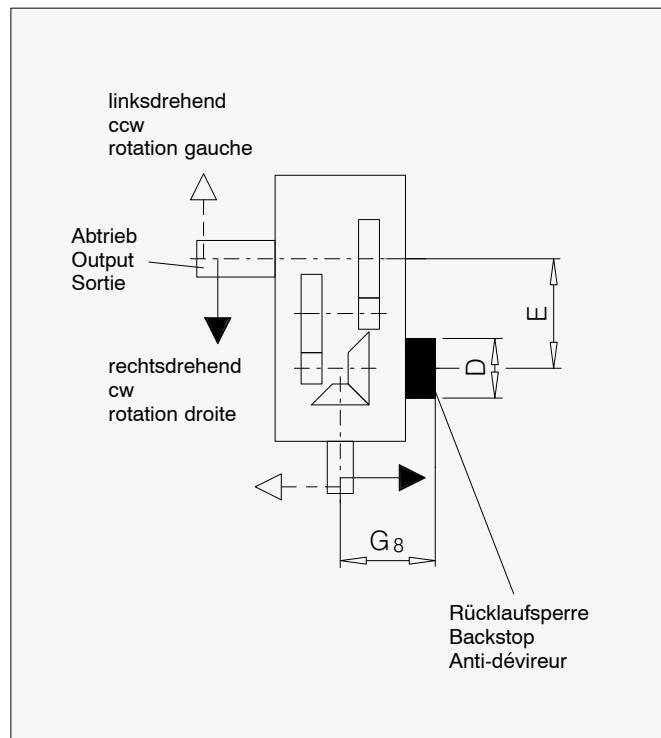 linksdrehend
ccw
rotation gauche
Abtrieb
Output
Sortie
E
rechtsdrehend
cw
rotation droite
D
G8
Rücklaufsperre
Backstop
Anti-dévireur